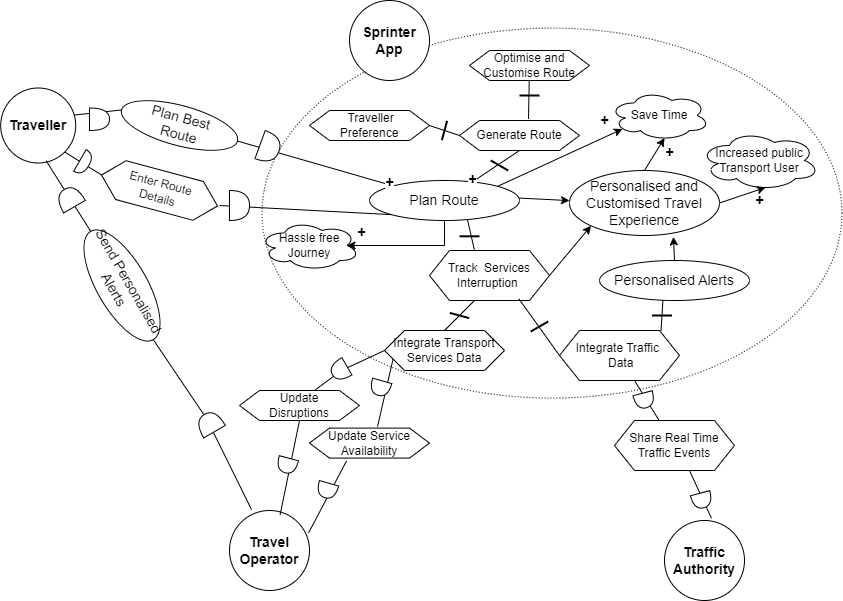 Sprinter
App
Optimise and
Customise Route
Traveller
Plan Best
Route
Traveller
Preference
Generate Route
+
Save Time
+
Increased public
Transport User
Enter Route
Details
+
+
Plan Route
Personalised and
Customised Travel
Experience
+
Hassle free
Journey
+
Send Personalised
Alerts
Track Services
Interruption
Personalised Alerts
Integrate Transport
Services Data
Integrate Traffic
Data
Update
Disruptions
Update Service
Availability
Share Real Time
Traffic Events
Travel
Operator
Traffic
Authority